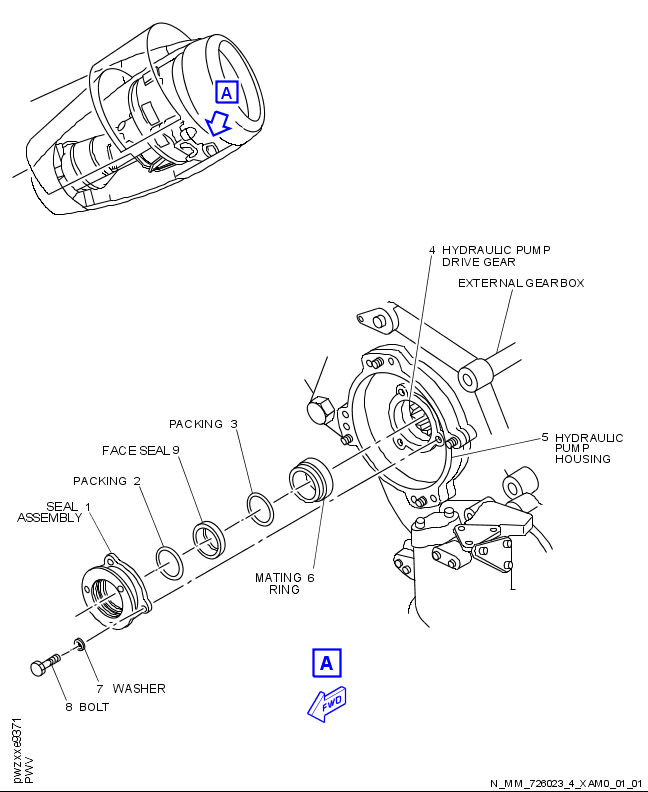 A
4 HYDRAULIC PUMP
DRIVE GEAR
EXTERNAL GEARBOX
PACKING 3
FACE SEAL 9
PACKING 2
SEAL 1
ASSEMBLY
5 HYDRAULIC
PUMP
HOUSING
MATING 6
RING
A
FWD
7 WASHER
8 BOLT
pwzxxe9371
PWV
N_MM_726023_4_XAM0_01_01